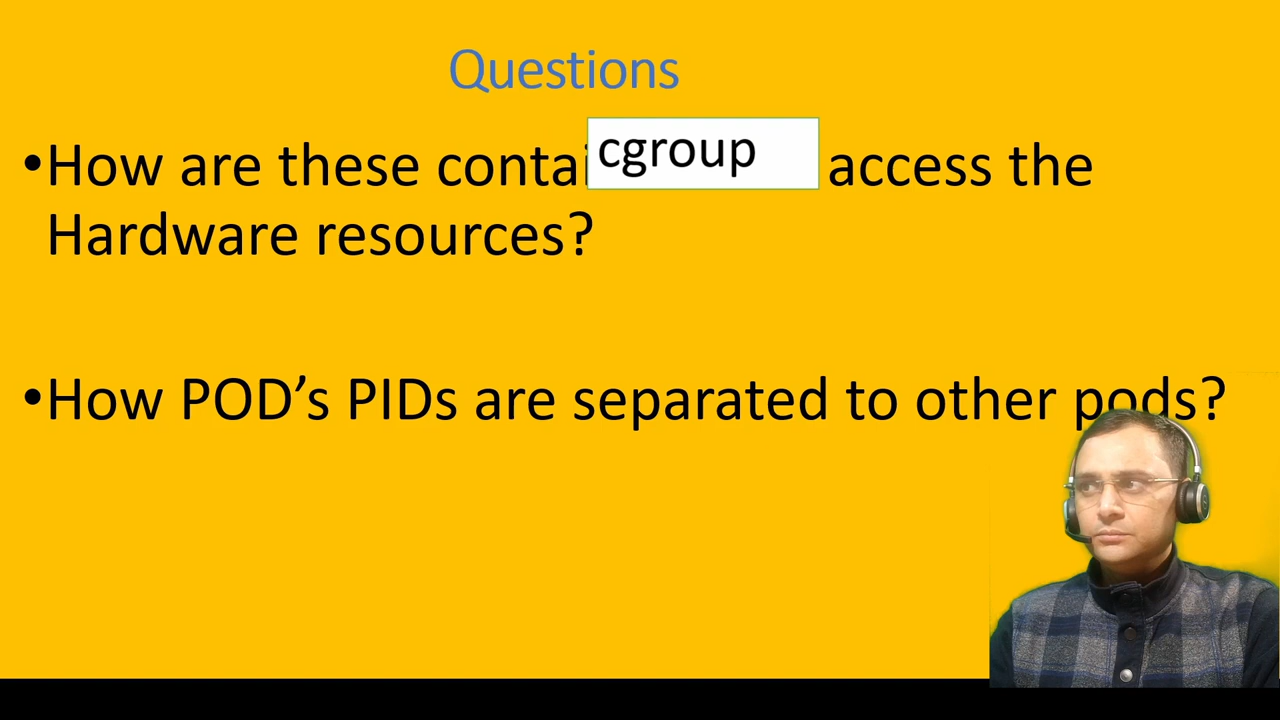 Questions
•How are these contai cgroup access the
Hardware resources?
•How POD’s PIDs are separated to other pods?